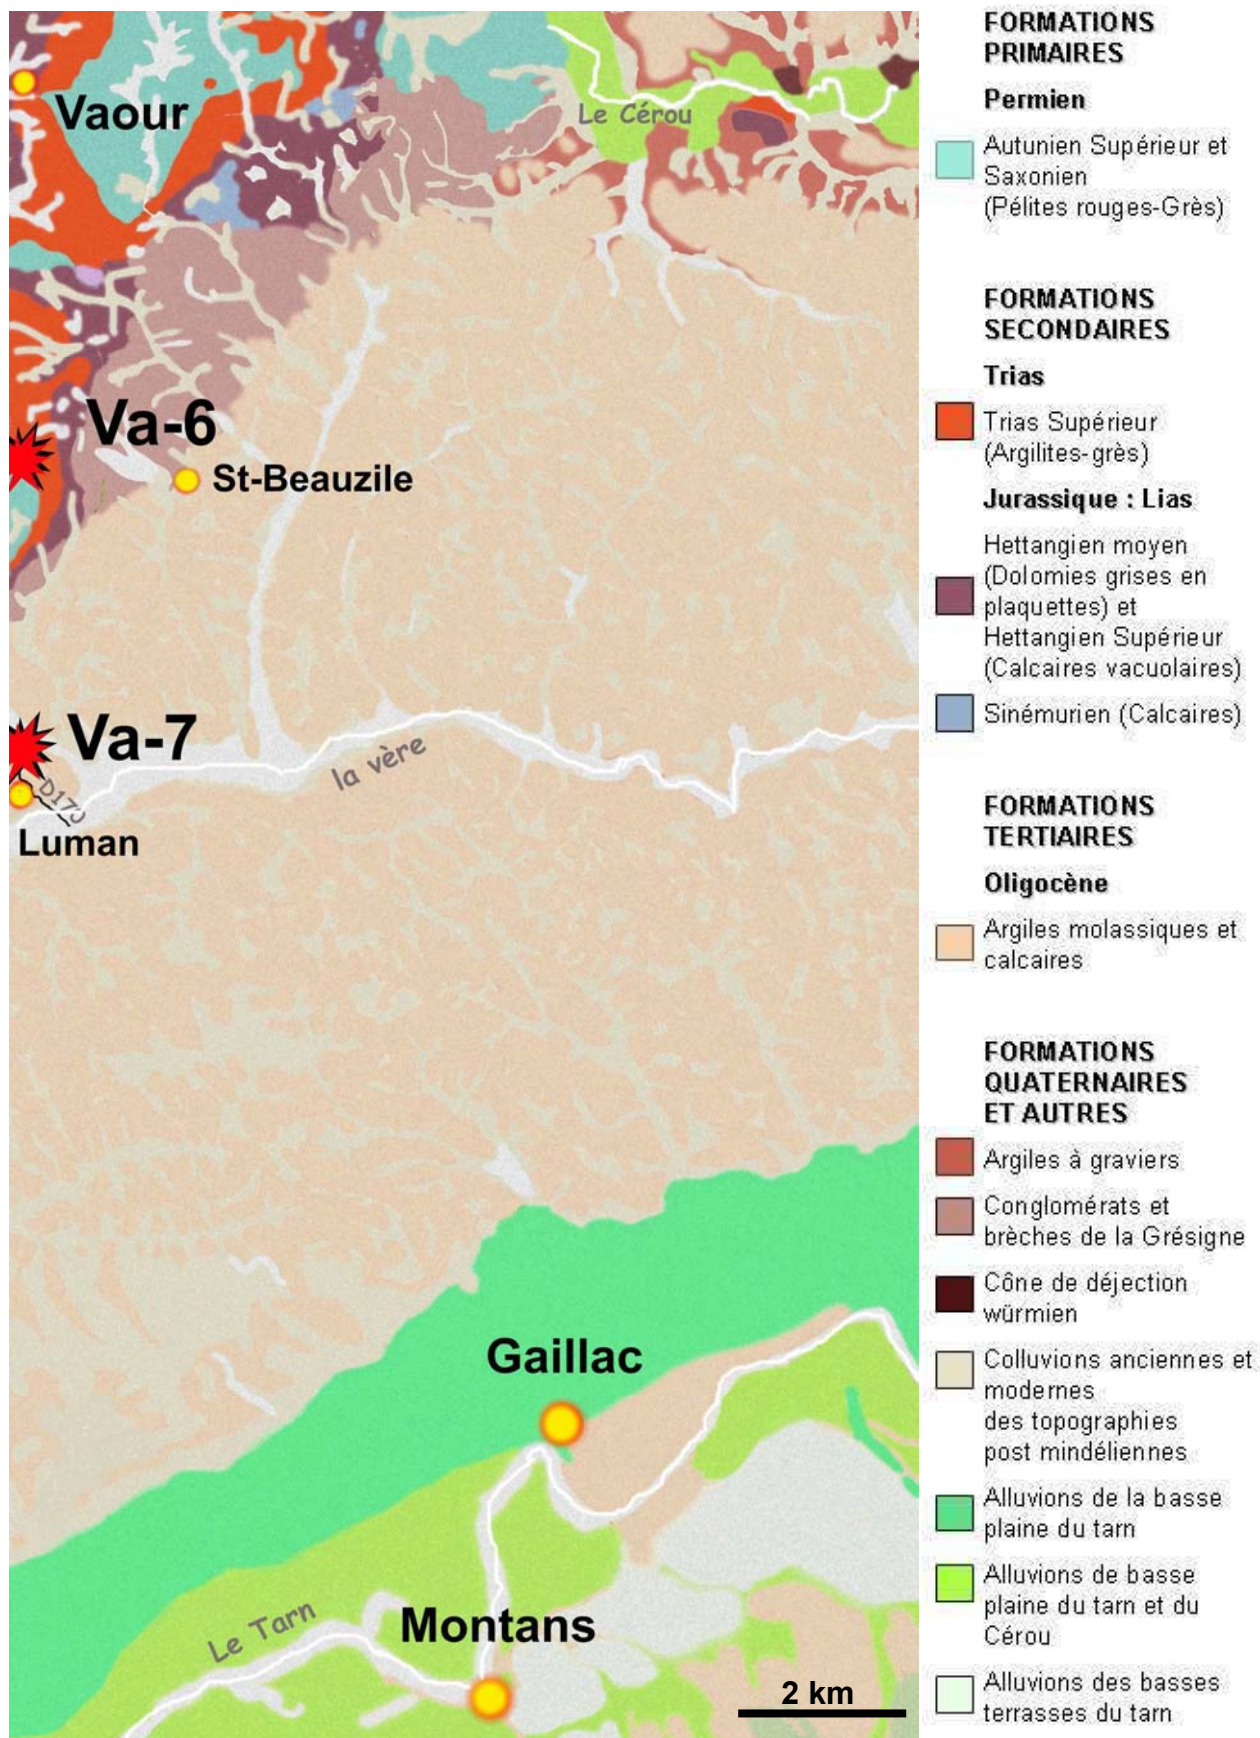 Vaour
Le Cérou
Va-6
St-Beauzile
Va-7
la vère
Luman
Gaillac
Le Tarn
Montans
2 km
FORMATIONS
PRIMAIRES
Permien
Autunien Supérieur et
Saxonien
(Pélites rouges-Grès)
FORMATIONS
SECONDAIRES
Trias
Trias Supérieur
(Argilites-grès)
Jurassique : Lias
Hettangien moyen
(Dolomies grises en
plaquettes) et
Hettangien Supérieur
(Calcaires vacuolaires)
Sinémurien (Calcaires)
FORMATIONS
TERTIAIRES
Oligocène
Argiles molassiques et
calcaires
FORMATIONS
QUATERNAIRES
ET AUTRES
Argiles à graviers
Conglomérats et
brèches de la Grésigne
Cône de déjection
würmien
Colluvions anciennes et
modernes
des topographies
post mindéliennes
Alluvions de la basse
plaine du tarn
Alluvions de basse
plaine du tarn et du
Cérou
Alluvions des basses
terrasses du tarn